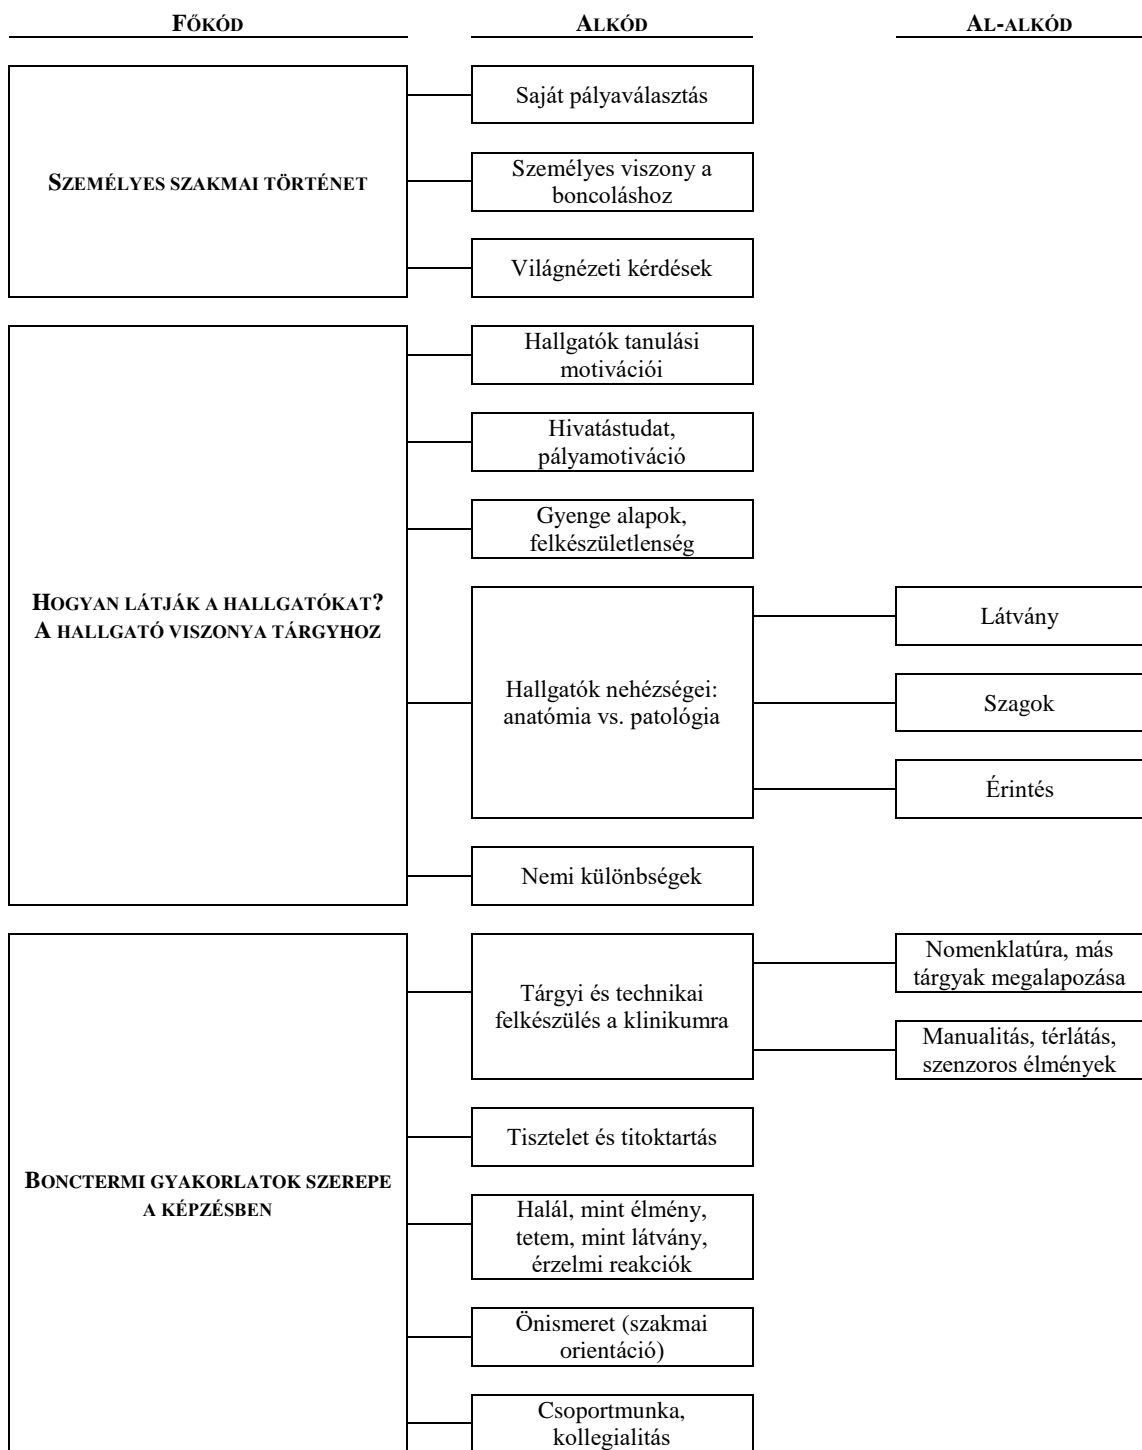 FŐKÓD
ALKÓD
AL-ALKÓD
SZEMÉLYES SZAKMAI TÖRTÉNET
Saját pályaválasztás
Személyes viszony a
boncoláshoz
Világnézeti kérdések
HOGYAN LÁTJÁK A HALLGATÓKAT?
A HALLGATÓ VISZONYA TÁRGYHOZ
Hallgatók tanulási
motivációi
Hivatástudat,
pályamotiváció
Gyenge alapok,
felkészületlenség
Hallgatók nehézségei:
anatómia vs. patológia
Látvány
Szagok
Érintés
Nemi különbségek
BONCTERMI GYAKORLATOK SZEREPE
A KÉPZÉSBEN
Tárgyi és technikai
felkészülés a klinikumra
Nomenklatúra, más
tárgyak megalapozása
Manualitás, térlátás,
szenzoros élmények
Tisztelet és titoktartás
Halál, mint élmény,
tetem, mint látvány,
érzelmi reakciók
Önismeret (szakmai
orientáció)
Csoportmunka,
kollegialitás